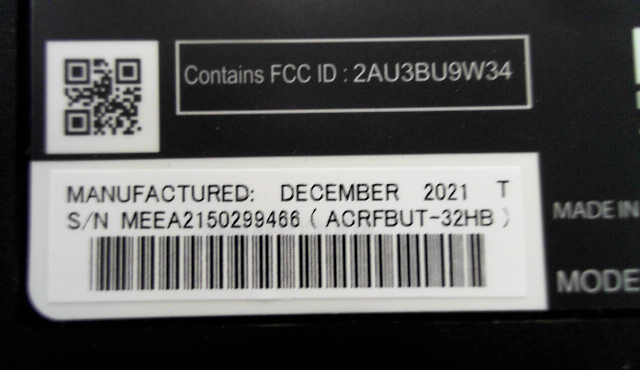 Contains FCC ID : 2AU3BU9W34
MANUFACTURED: DECEMBER 2021 T
S/N MEEA2150299466 ( ACRFBUT-32HB )
MADE IN
MODE